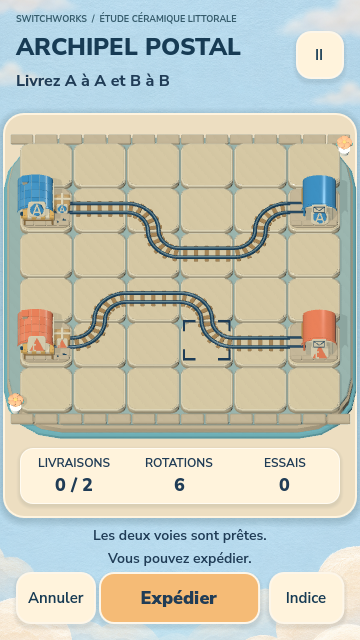 SWITCHWORKS / ÉTUDE CÉRAMIQUE LITTORALE
ARCHIPEL POSTAL
Livrez A à A et B à B
II
A
A
LIVRAISONS ROTATIONS ESSAIS
0 / 2 6 0
Les deux voies sont prêtes.
Vous pouvez expédier.
Annuler Expédier Indice